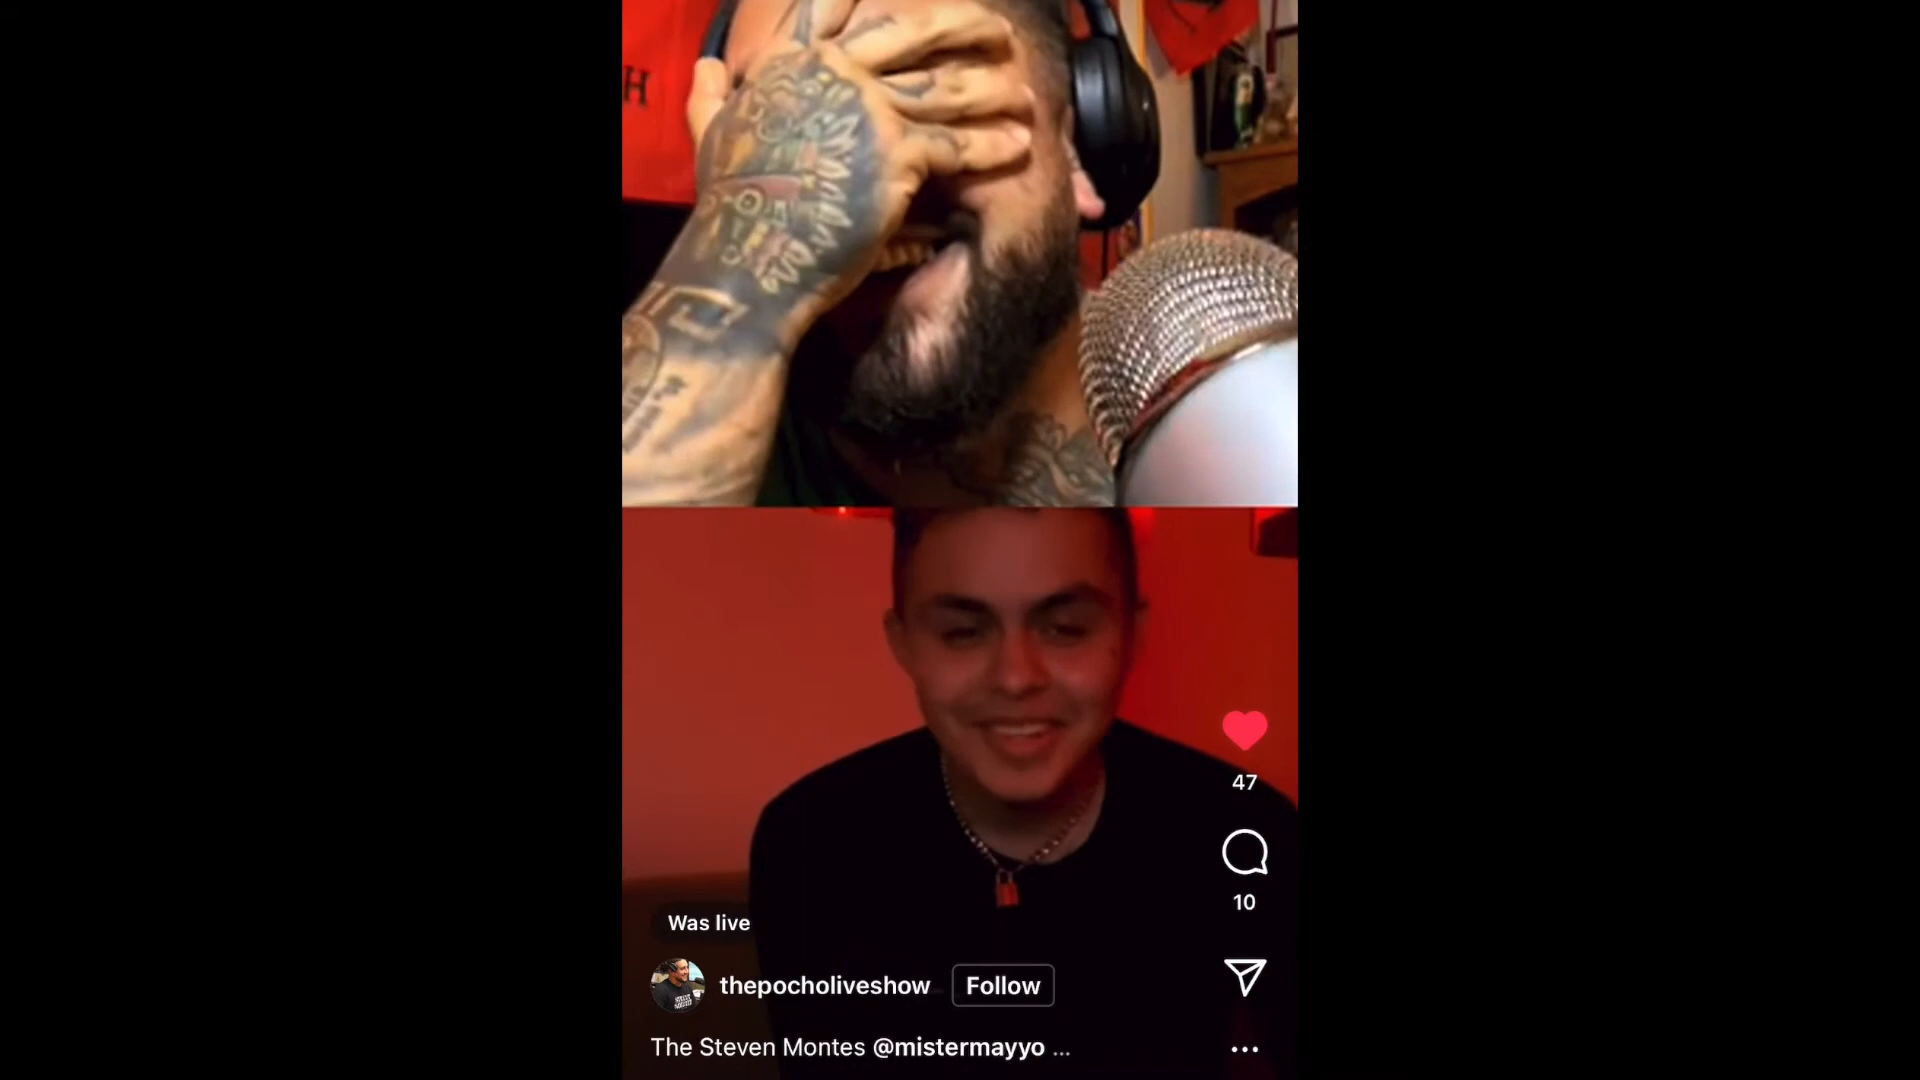 H
47
10
Was live
thepocholiveshow Follow
The Steven Montes @mistermayyo ...